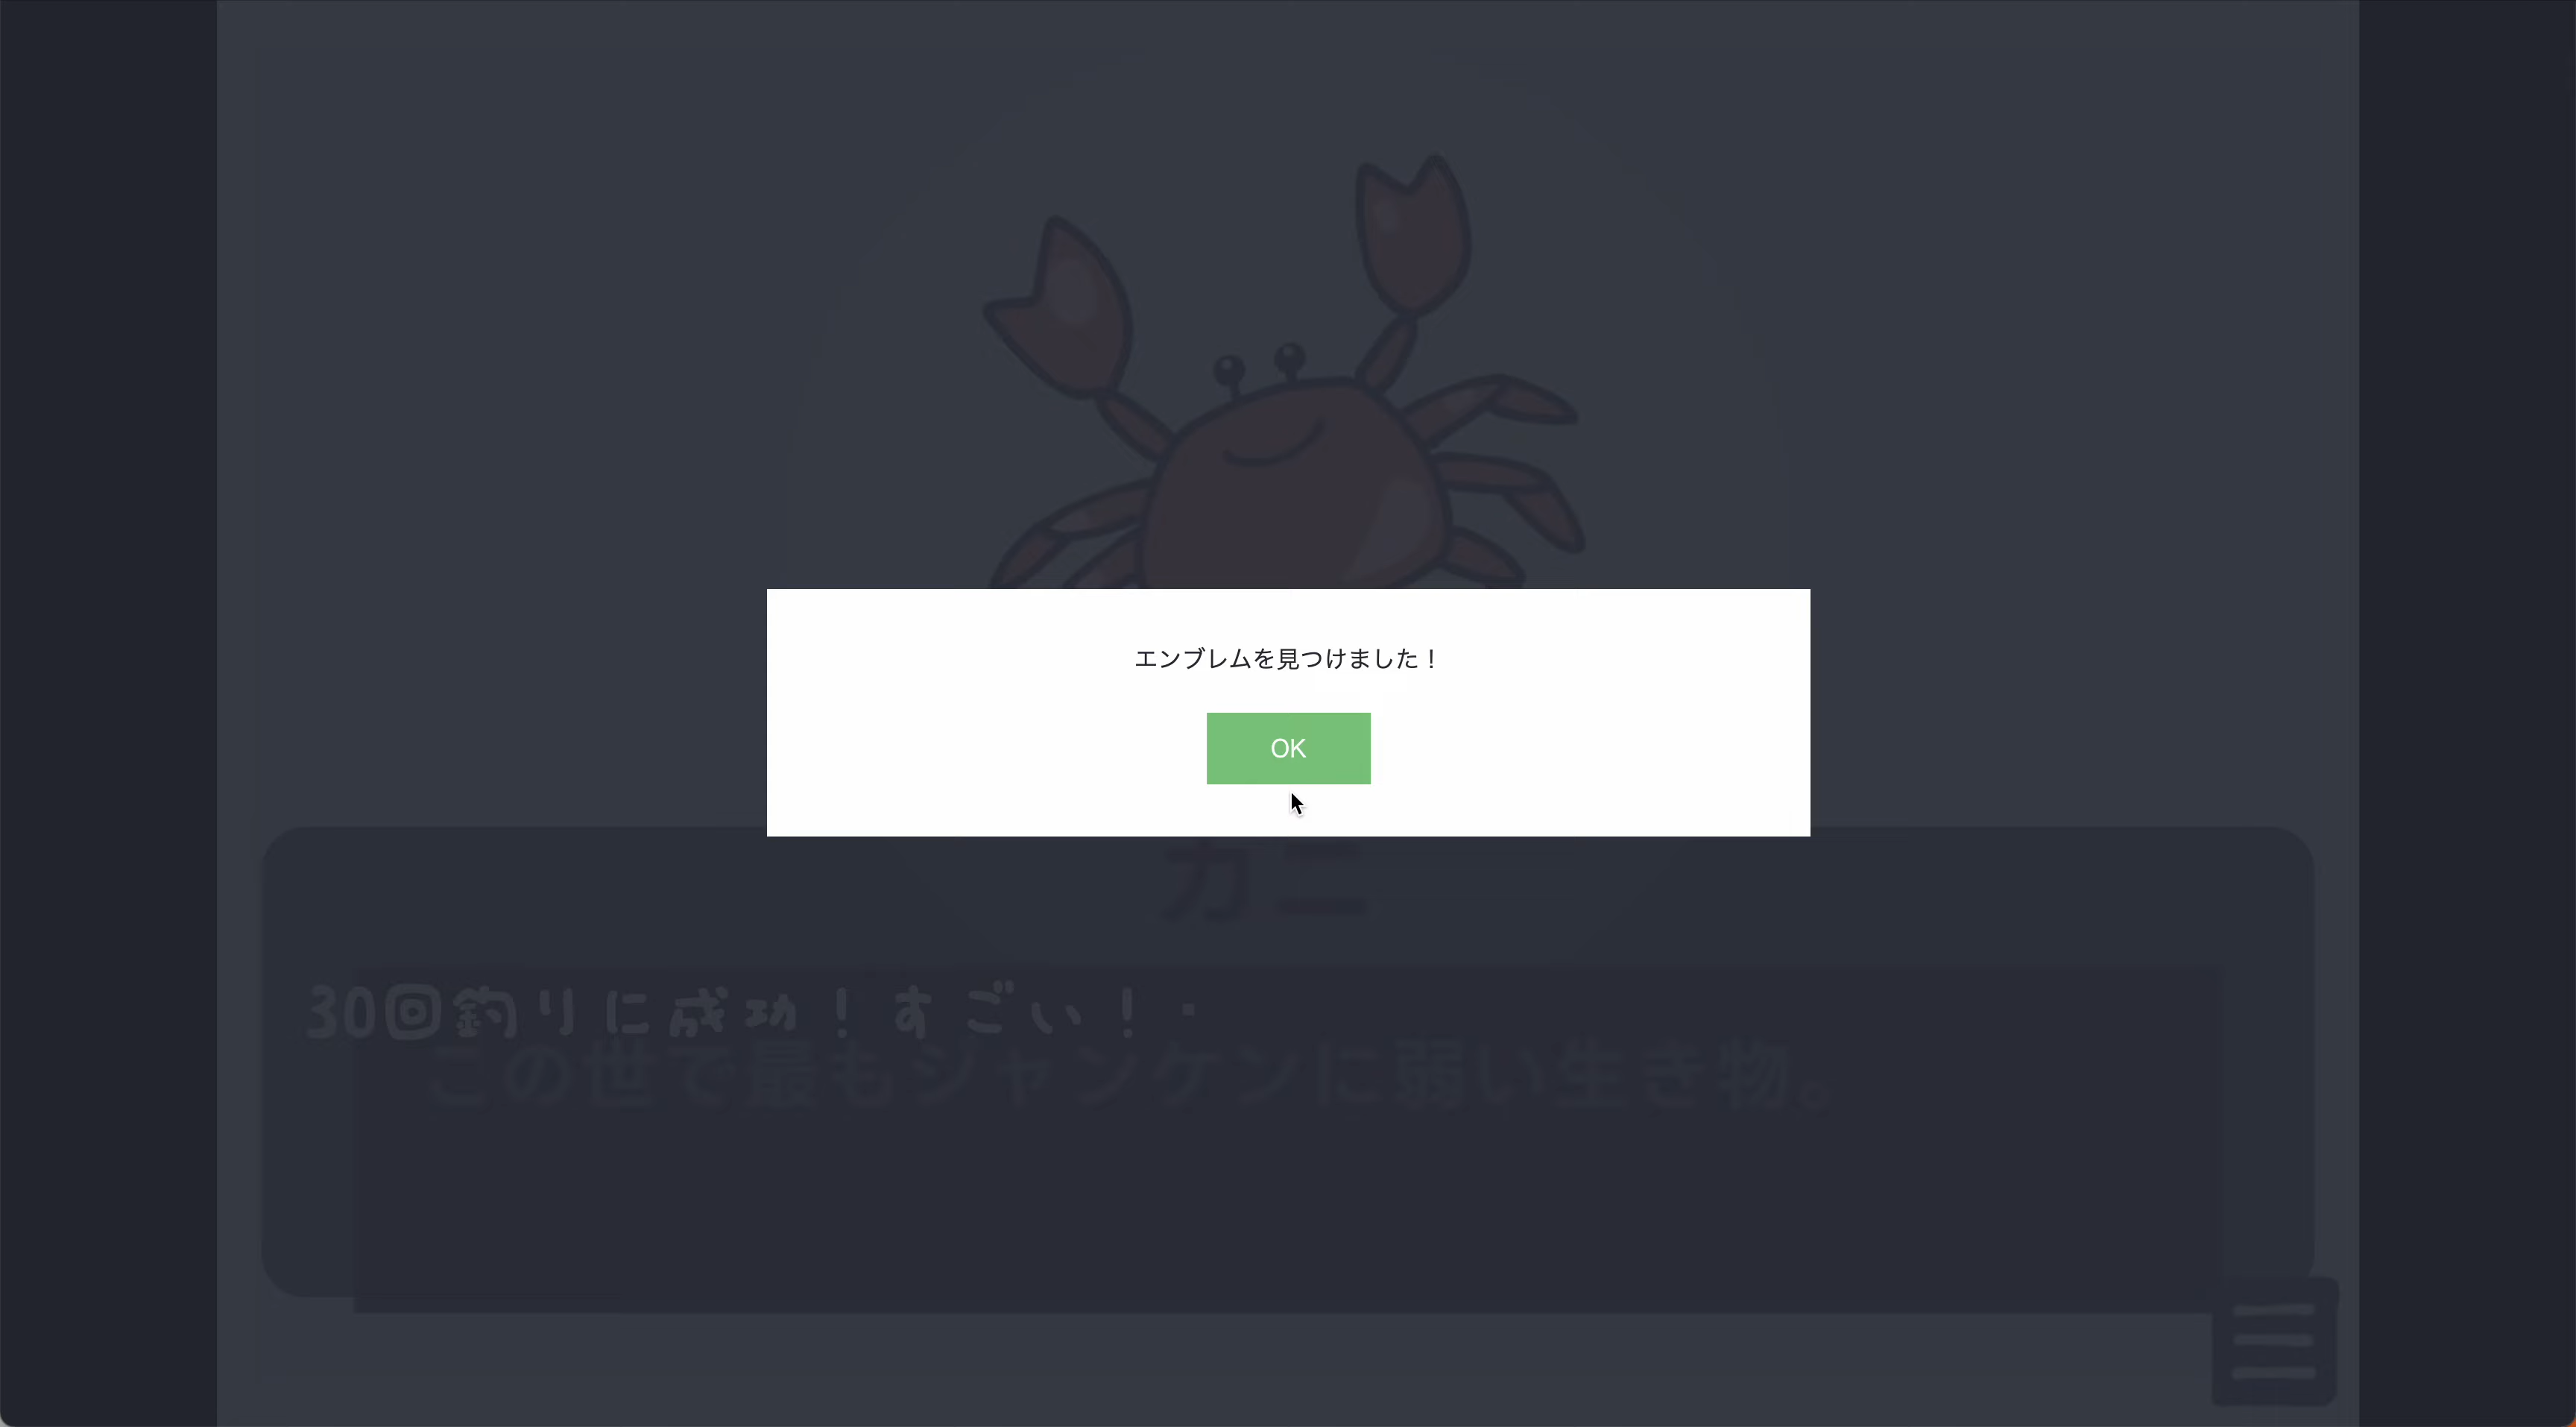 エンブレムを見つけました！
OK
カニ
30回釣りに成功！すごい！・
この世で最もジャンケンに弱い生き物。